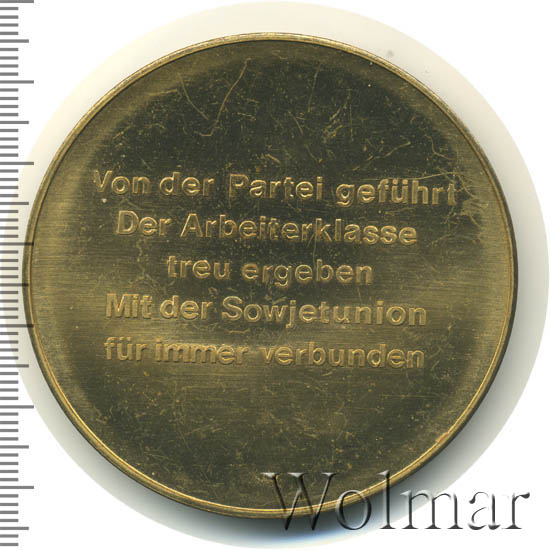 Von der Partei geführt
Der Arbeiterklasse
treu ergeben
Mit der Sowjetunion
für immer verbunden
Wolmar